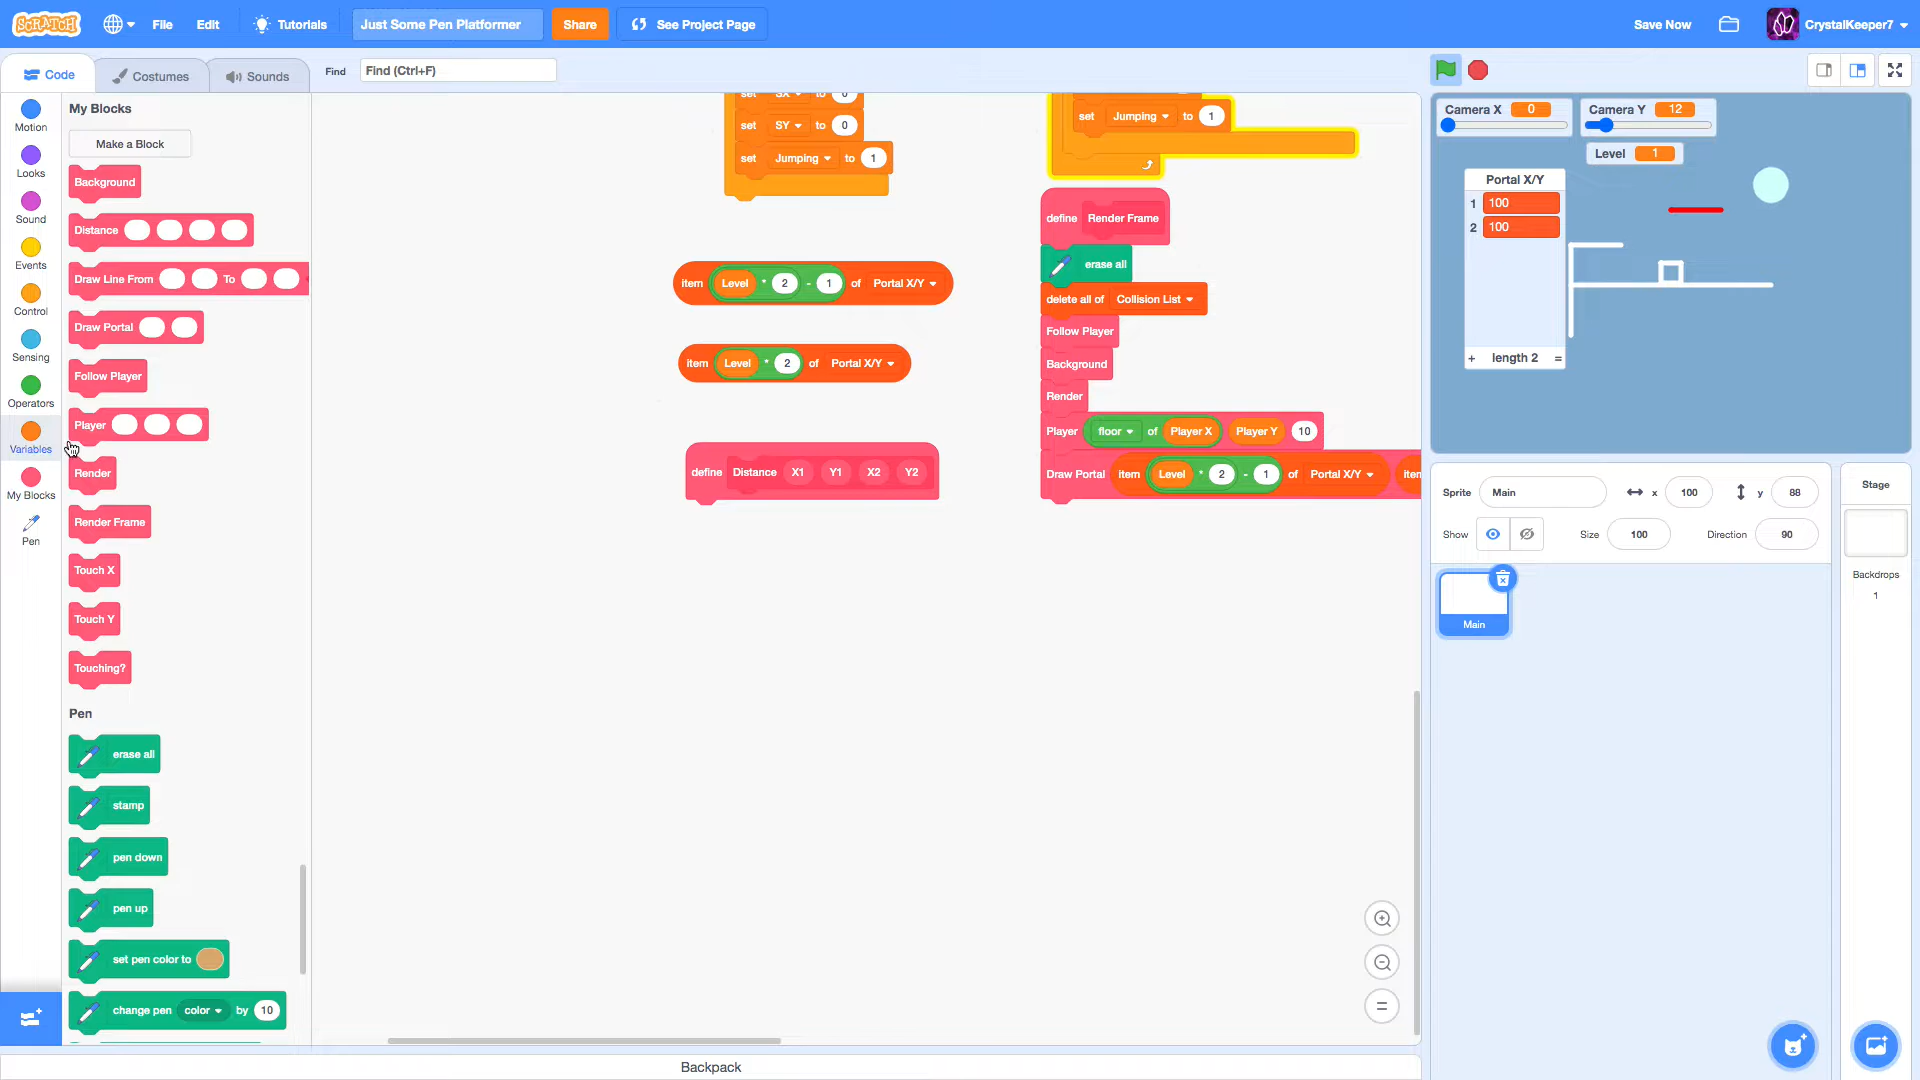 SCRATCH File Edit Tutorials Just Some Pen Platformer Share See Project Page Save Now CrystalKeeper7
Code Costumes Sounds Find Find (Ctrl+F)
Motion
Looks
Sound
Events
Control
Sensing
Operators
Variables
My Blocks
Pen
My Blocks
Make a Block
Background
Distance
Draw Line From To
Draw Portal
Follow Player
Player
Render
Render Frame
Touch X
Touch Y
Touching?
Pen
erase all
stamp
pen down
pen up
set pen color to
change pen color by 10
set SX to 0
set SY to 0
set Jumping to 1
item Level * 2 - 1 of Portal X/Y
item Level * 2 of Portal X/Y
define Distance X1 Y1 X2 Y2
set Jumping to 1
define Render Frame
erase all
delete all of Collision List
Follow Player
Background
Render
Player floor of Player X Player Y 10
Draw Portal item Level * 2 - 1 of Portal X/Y item
Camera X 0
Camera Y 12
Level 1
Portal X/Y
1 100
2 100
+ length 2 =
Sprite Main x 100 y 88
Show Size 100 Direction 90
Main
Stage
Backdrops
1
Backpack